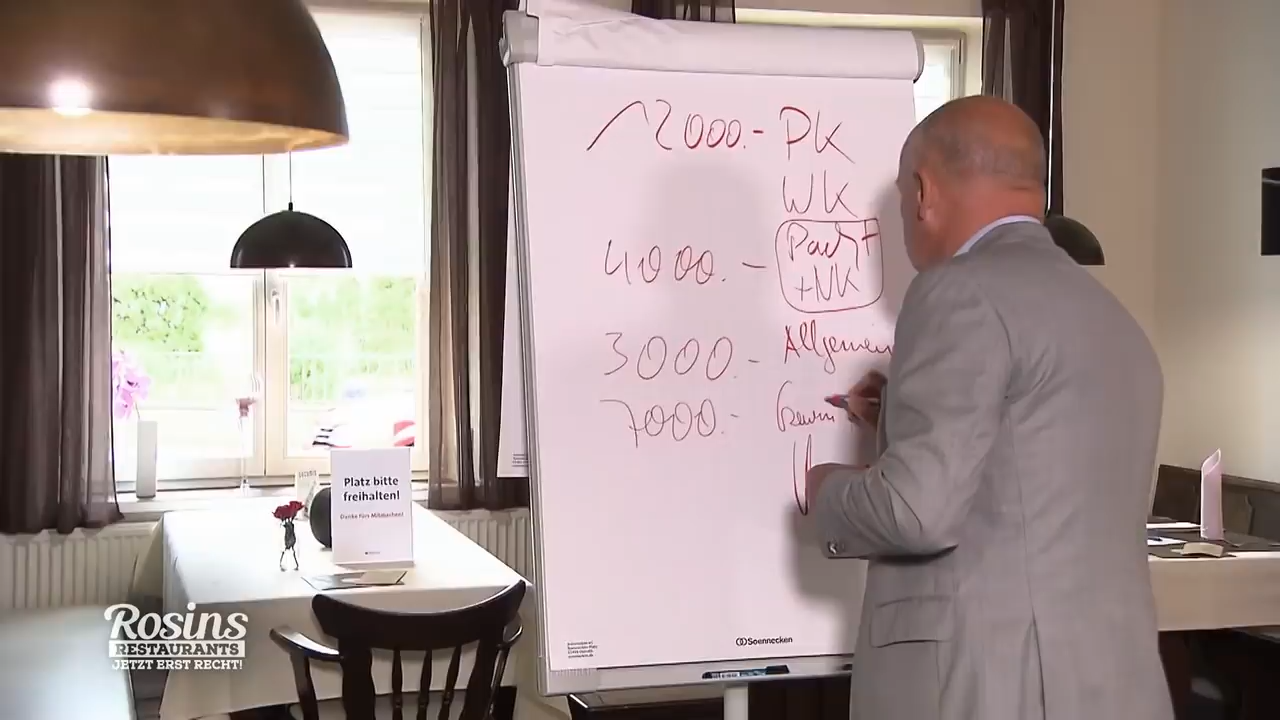 12000.- PK
WK
4000.- Pacht
+NK
3000.- Allgemein
7000.- Gewin
Platz bitte
freihalten!
Danke fürs Mitmachen!
Soennecken
Rosins
RESTAURANTS
JETZT ERST RECHT!